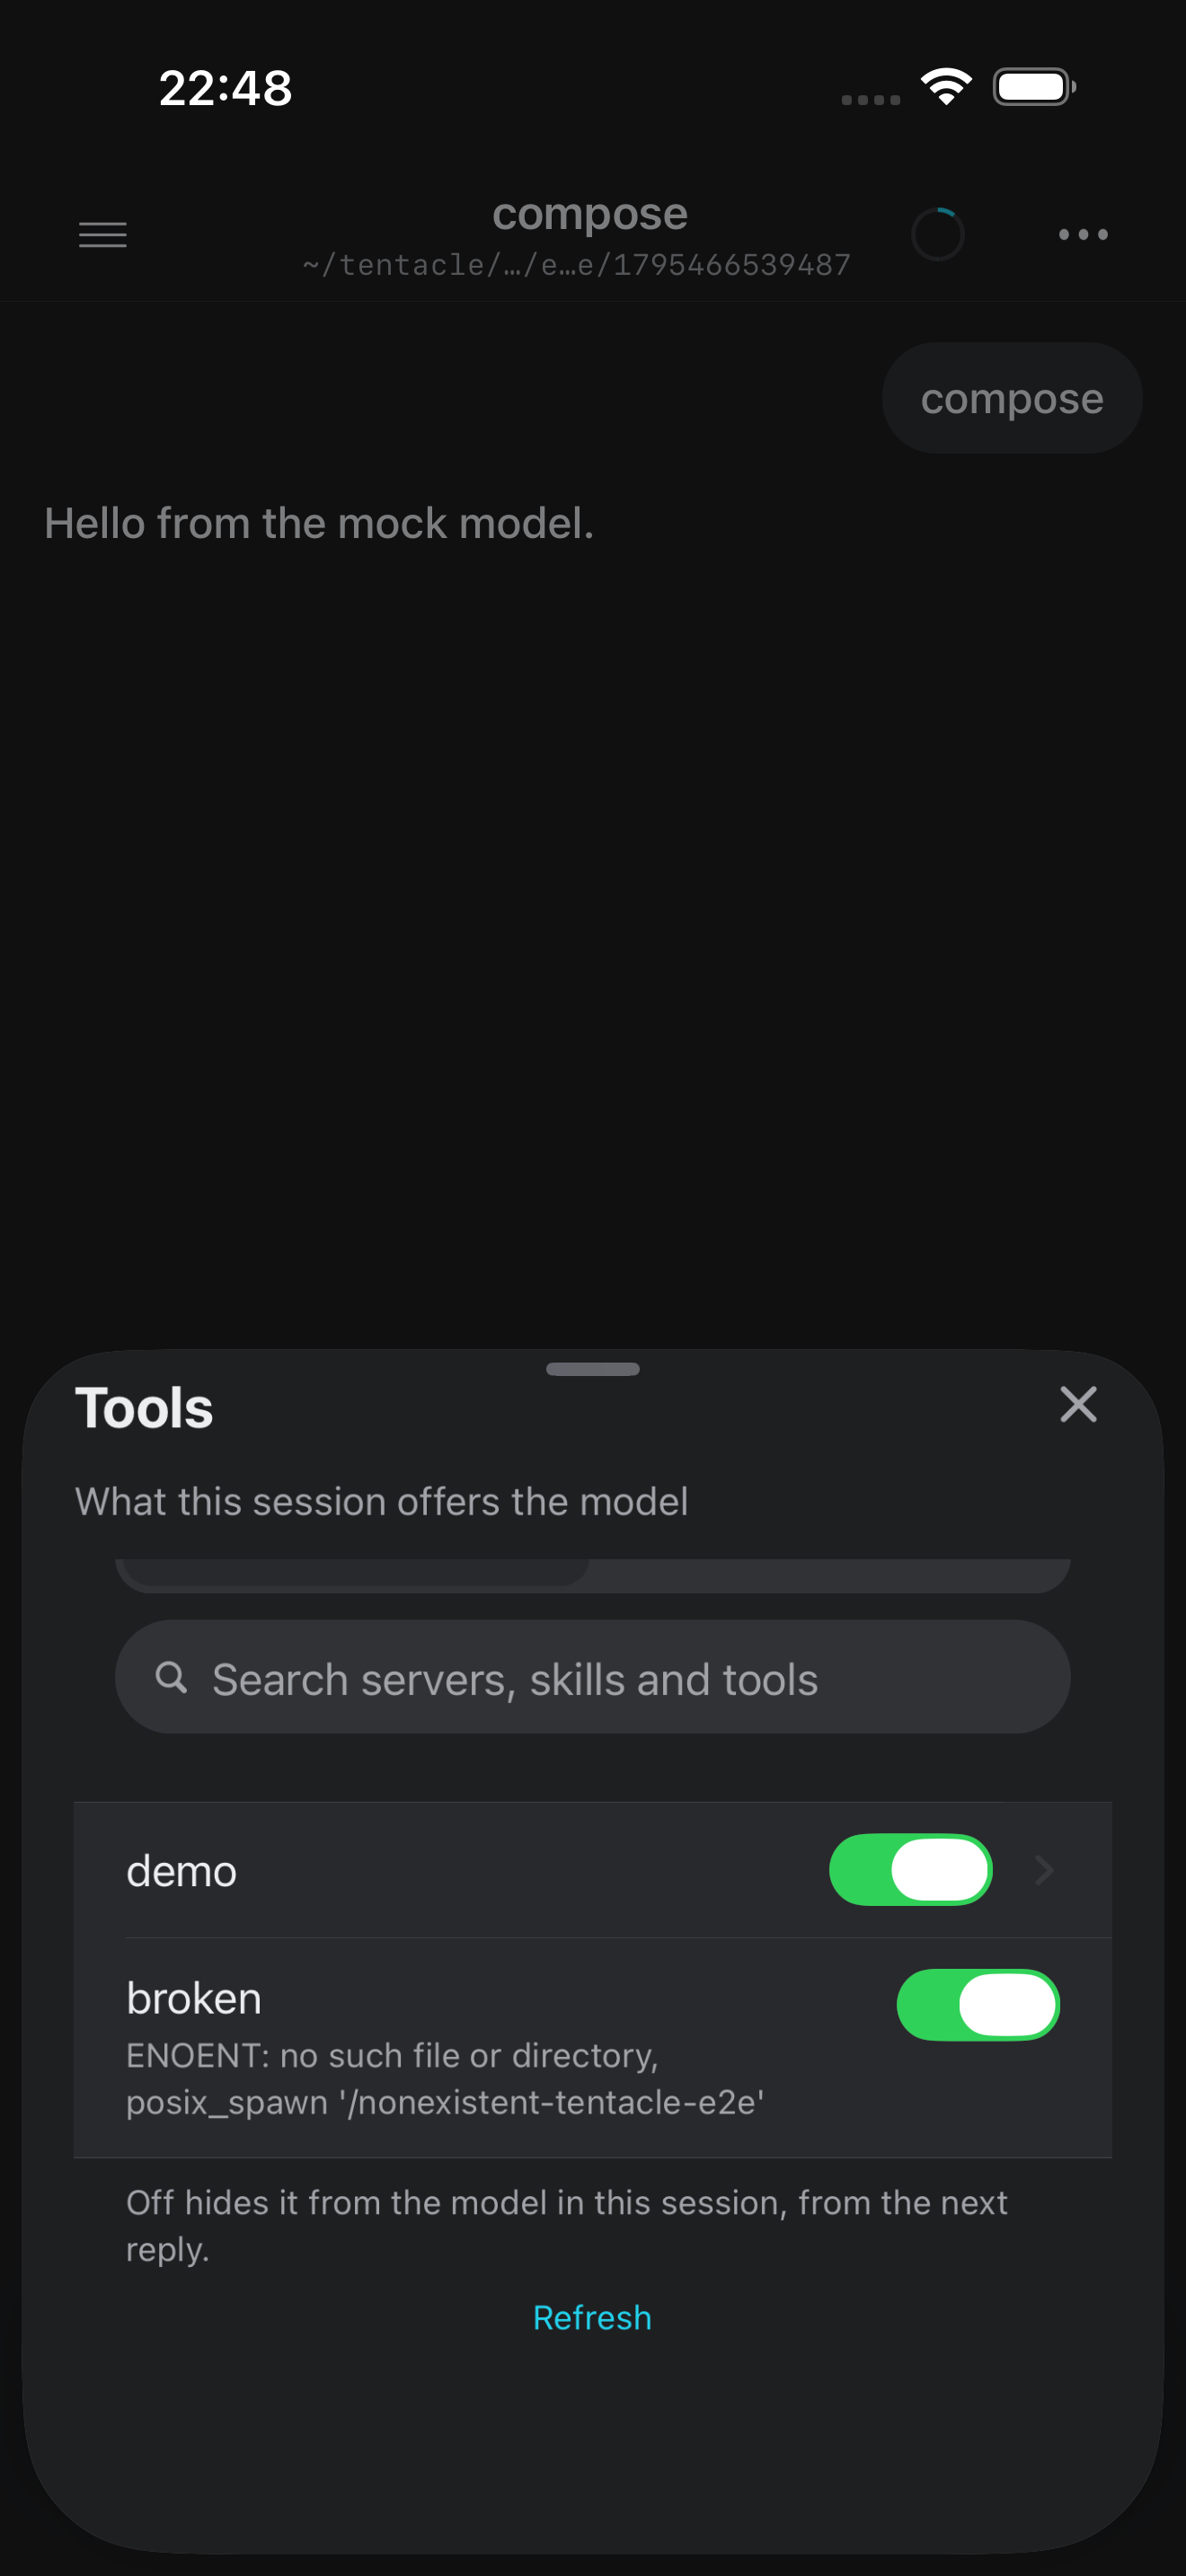 22:48
compose
~/tentacle/…/e…e/1795466539487
compose
Hello from the mock model.
Tools
What this session offers the model
Search servers, skills and tools
demo
broken
ENOENT: no such file or directory,
posix_spawn '/nonexistent-tentacle-e2e'
Off hides it from the model in this session, from the next
reply.
Refresh